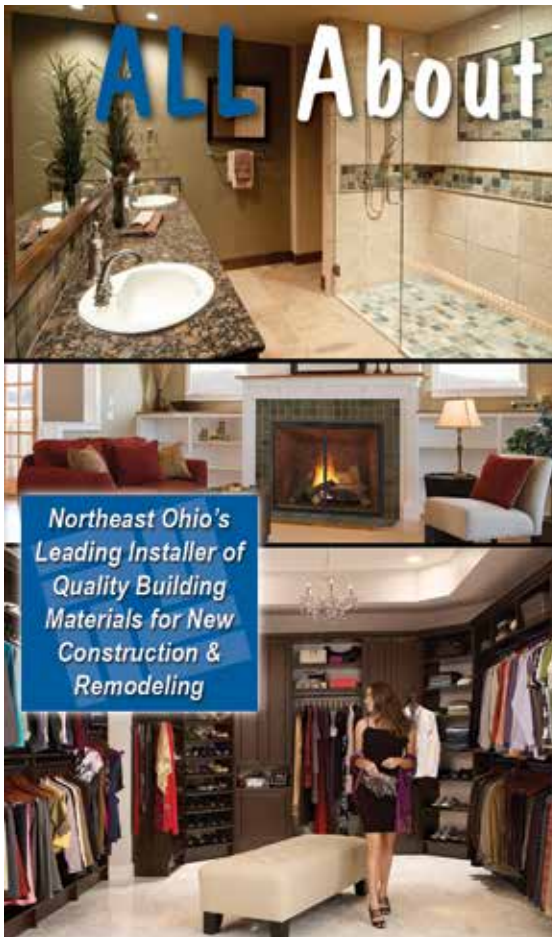 ALL About
Northeast Ohio's
Leading Installer of
Quality Building
Materials for New
Construction &
Remodeling